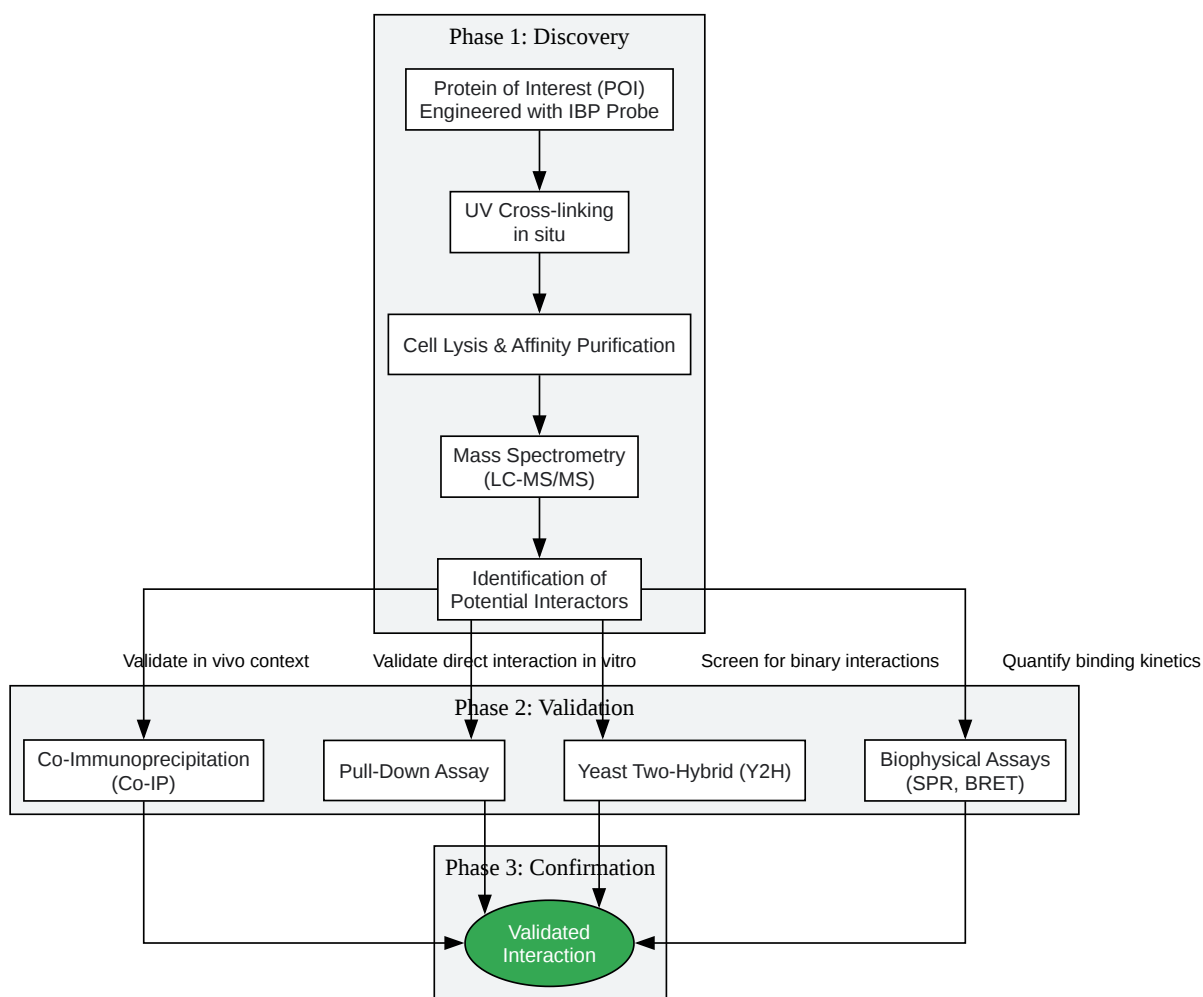 Phase 1: Discovery
Protein of Interest (POI)
Engineered with IBP Probe
UV Cross-linking
in situ
Cell Lysis & Affinity Purification
Mass Spectrometry
(LC-MS/MS)
Identification of
Potential Interactors
Validate in vivo context
Validate direct interaction in vitro
Screen for binary interactions
Quantify binding kinetics
Phase 2: Validation
Co-Immunoprecipitation
(Co-IP)
Pull-Down Assay
Yeast Two-Hybrid (Y2H)
Biophysical Assays
(SPR, BRET)
Phase 3: Confirmation
Validated
Interaction